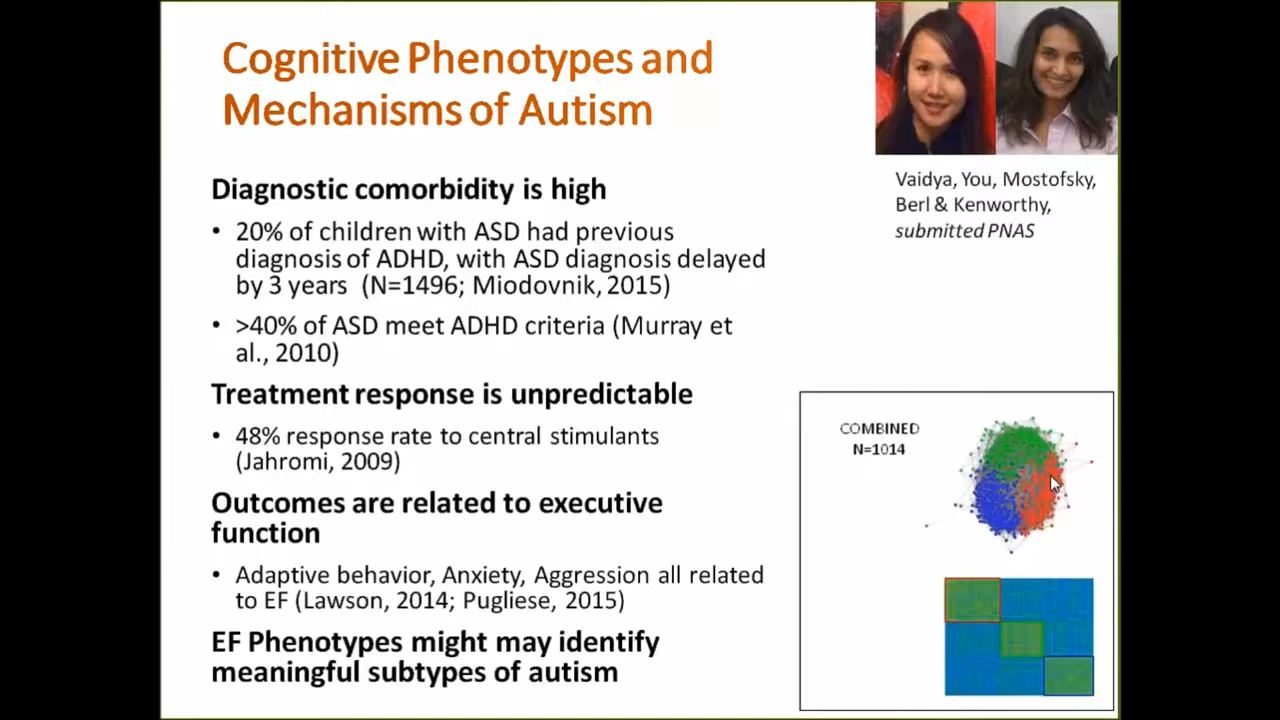 Cognitive Phenotypes and
Mechanisms of Autism
Diagnostic comorbidity is high
• 20% of children with ASD had previous
diagnosis of ADHD, with ASD diagnosis delayed
by 3 years (N=1496; Miodovnik, 2015)
• >40% of ASD meet ADHD criteria (Murray et
al., 2010)
Treatment response is unpredictable
• 48% response rate to central stimulants
(Jahromi, 2009)
Outcomes are related to executive
function
• Adaptive behavior, Anxiety, Aggression all related
to EF (Lawson, 2014; Pugliese, 2015)
EF Phenotypes might may identify
meaningful subtypes of autism
Vaidya, You, Mostofsky,
Berl & Kenworthy,
submitted PNAS
COMBINED
N=1014